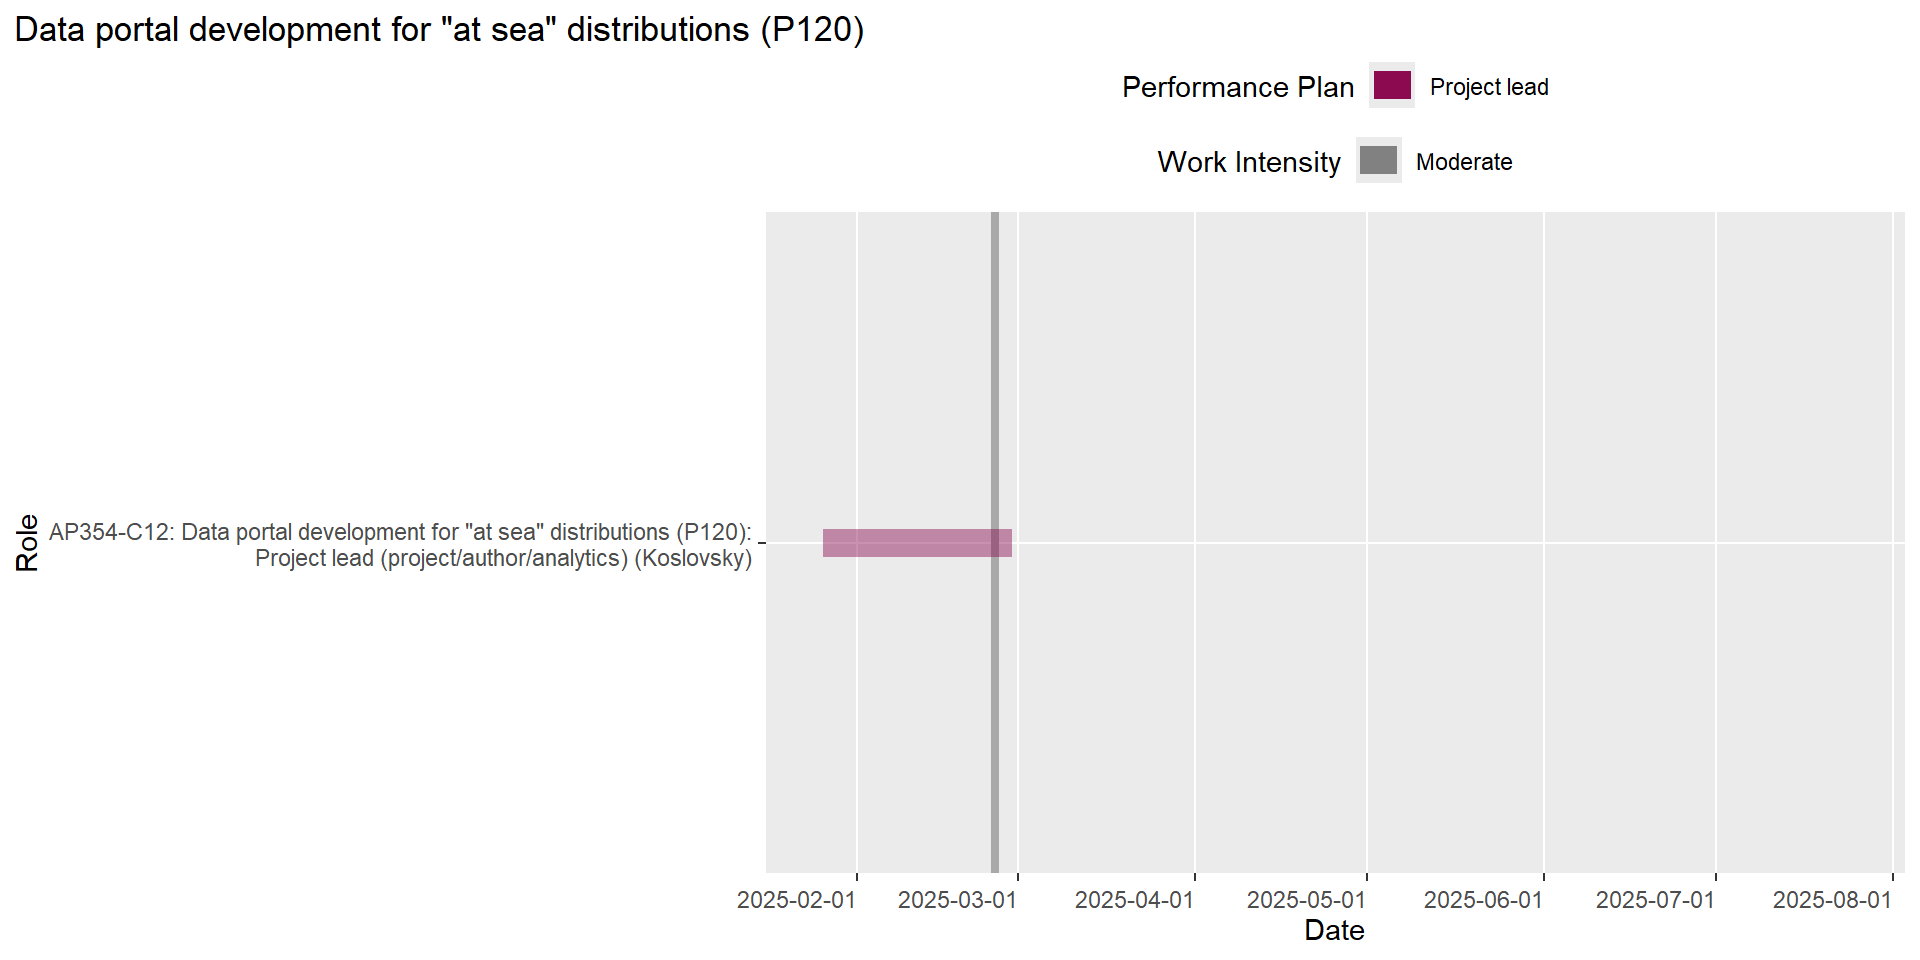 Data portal development for "at sea" distributions (P120)
Performance Plan
Project lead
Work Intensity
Moderate
Role
AP354-C12: Data portal development for "at sea" distributions (P120):
Project lead (project/author/analytics) (Koslovsky)
2025-02-01
2025-03-01
2025-04-01
2025-05-01
2025-06-01
2025-07-01
2025-08-01
Date